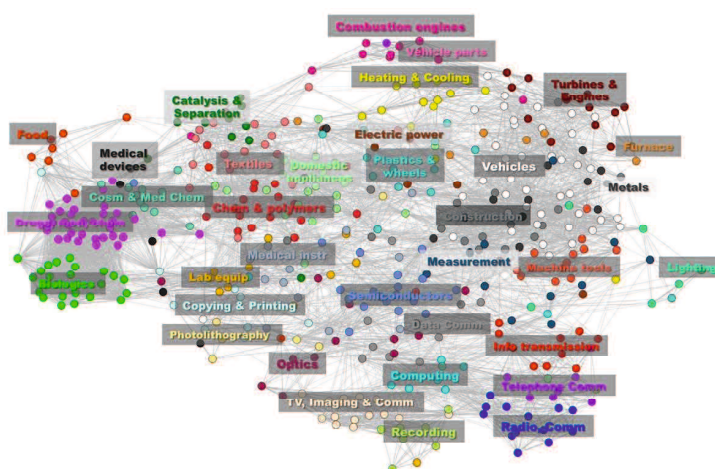 Combustion engines
Vehicle parts
Heating & Cooling
Turbines &
Engines
Catalysis &
Separation
Food
Electric power
Furnace
Medical
devices
Textiles
Domestic
appliances
Plastics &
wheels
Vehicles
Metals
Cosm & Med Chem
Chem & polymers
Construction
Drugs, Med, Chem
Medical instr
Measurement
Machine tools
Lighting
Biologics
Lab equip
Semiconductors
Copying & Printing
Data Comm
Photolithography
Info transmission
Optics
Computing
Telephone Comm
TV, Imaging & Comm
Recording
Radio, Comm